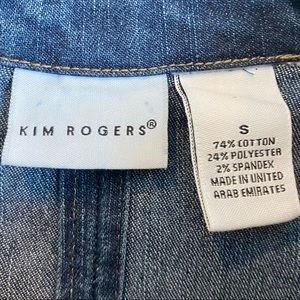 KIM ROGERS®
S
74% COTTON
24% POLYESTER
2% SPANDEX
MADE IN UNITED
ARAB EMIRATES